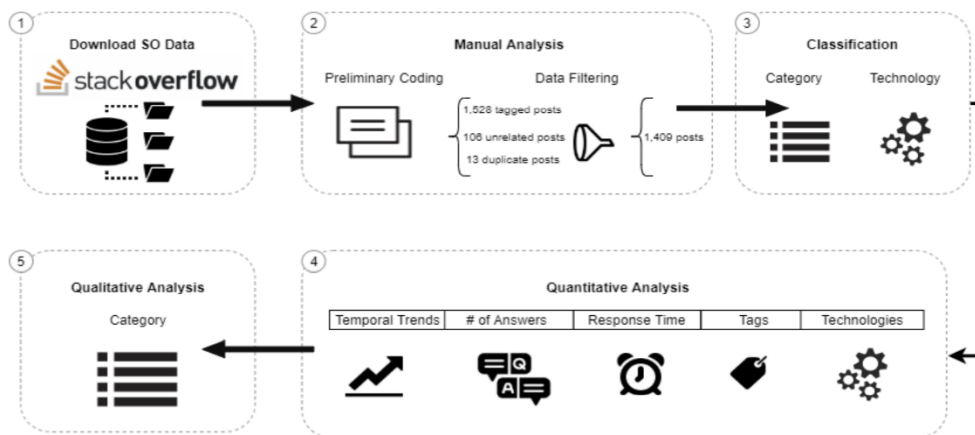 1
Download SO Data
stackoverflow
2
Manual Analysis
Preliminary Coding
Data Filtering
1,528 tagged posts
106 unrelated posts
13 duplicate posts
1,409 posts
3
Classification
Category
Technology
5
Qualitative Analysis
Category
4
Quantitative Analysis
Temporal Trends
# of Answers
Response Time
Tags
Technologies
Q
A